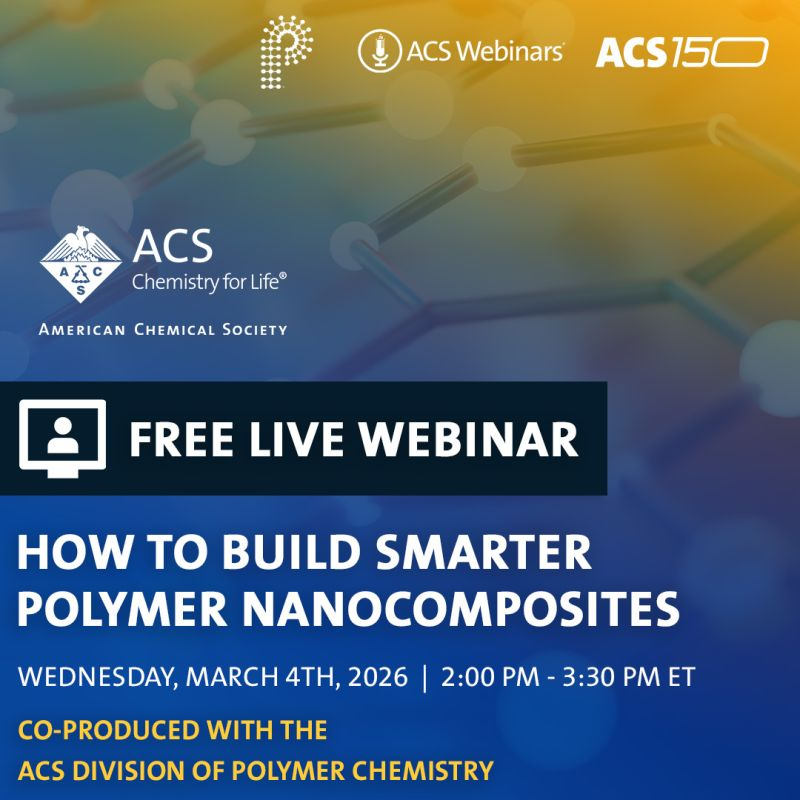 ACS Webinars®
ACS150
ACS
Chemistry for Life®
A C S
AMERICAN CHEMICAL SOCIETY
FREE LIVE WEBINAR
HOW TO BUILD SMARTER
POLYMER NANOCOMPOSITES
WEDNESDAY, MARCH 4TH, 2026 | 2:00 PM - 3:30 PM ET
CO-PRODUCED WITH THE
ACS DIVISION OF POLYMER CHEMISTRY